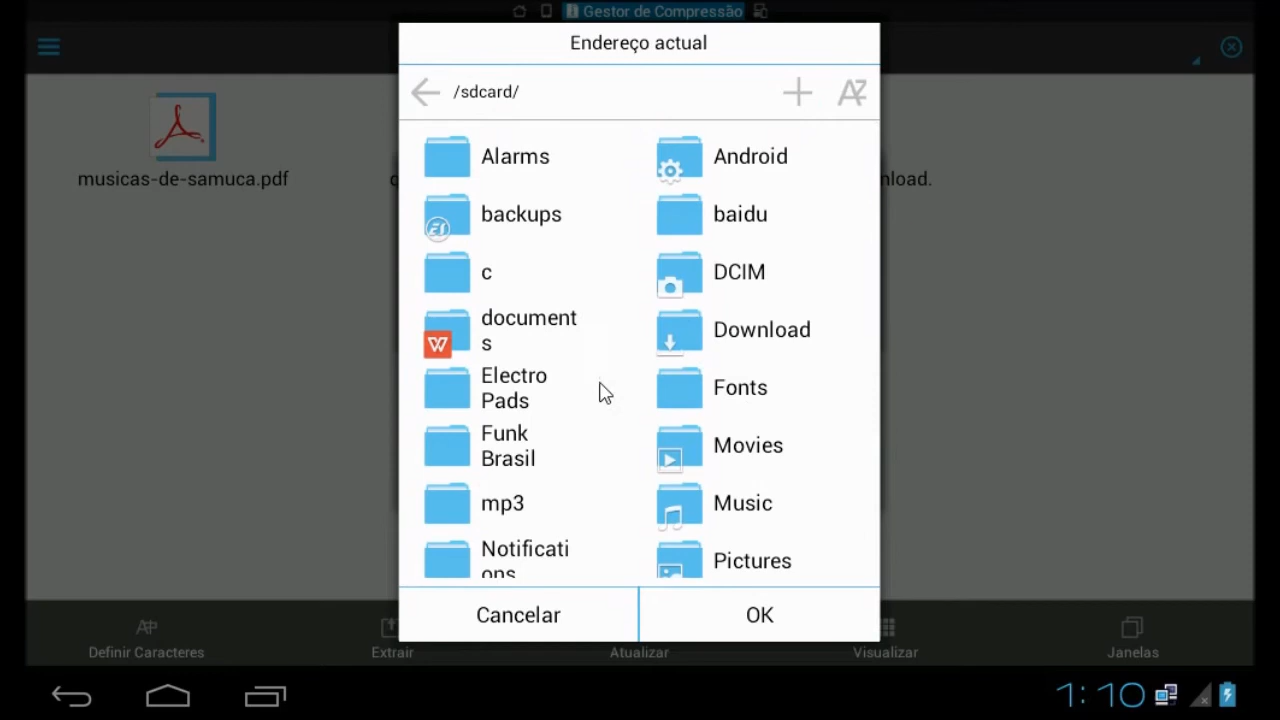 Gestor de Compressão
Endereço actual
/sdcard/
Alarms
Android
backups
baidu
c
DCIM
document
s
Download
Electro
Pads
Fonts
Funk
Brasil
Movies
mp3
Music
Notificati
ons
Pictures
Cancelar
OK
musicas-de-samuca.pdf
nload.
Definir Caracteres
Extrair
Atualizar
Visualizar
Janelas
1:10